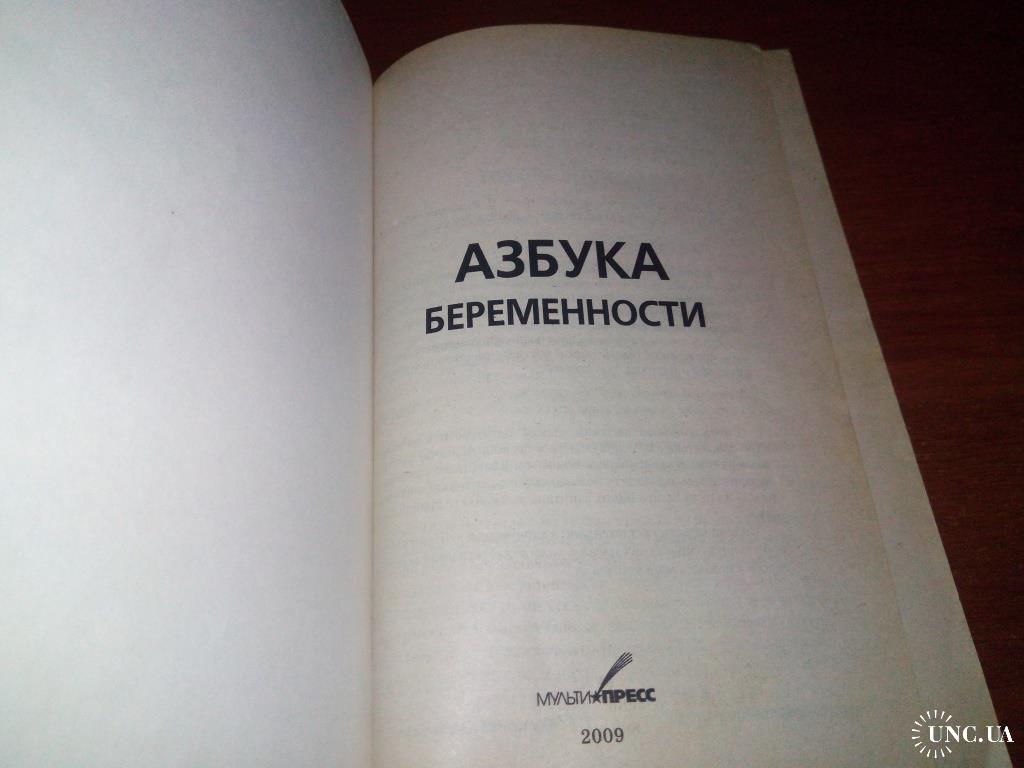 АЗБУКА
БЕРЕМЕННОСТИ
МУЛЬТИ ПРЕСС
2009
UNC.UA